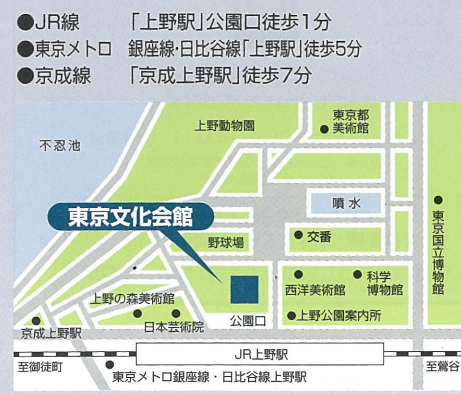 ●JR線 「上野駅」公園口徒歩1分
●東京メトロ 銀座線・日比谷線「上野駅」徒歩5分
●京成線 「京成上野駅」徒歩7分
上野動物園
東京都
美術館
不忍池
噴水
東京文化会館
野球場
交番
東京国立博物館
西洋美術館
科学
博物館
上野の森美術館
日本芸術院
公園口
上野公園案内所
京成上野駅
JR上野駅
至御徒町
東京メトロ銀座線・日比谷線上野駅
至鶯谷